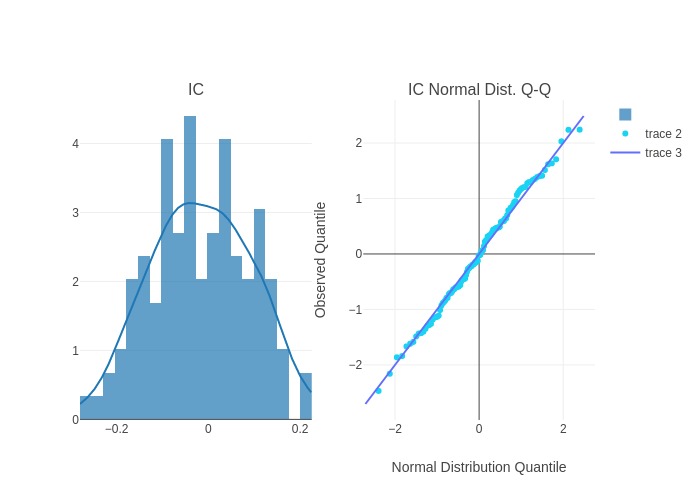 IC
IC Normal Dist. Q-Q
4
3
2
1
0
−0.2
0
0.2
Observed Quantile
2
1
0
−1
−2
−2
0
2
Normal Distribution Quantile
trace 2
trace 3